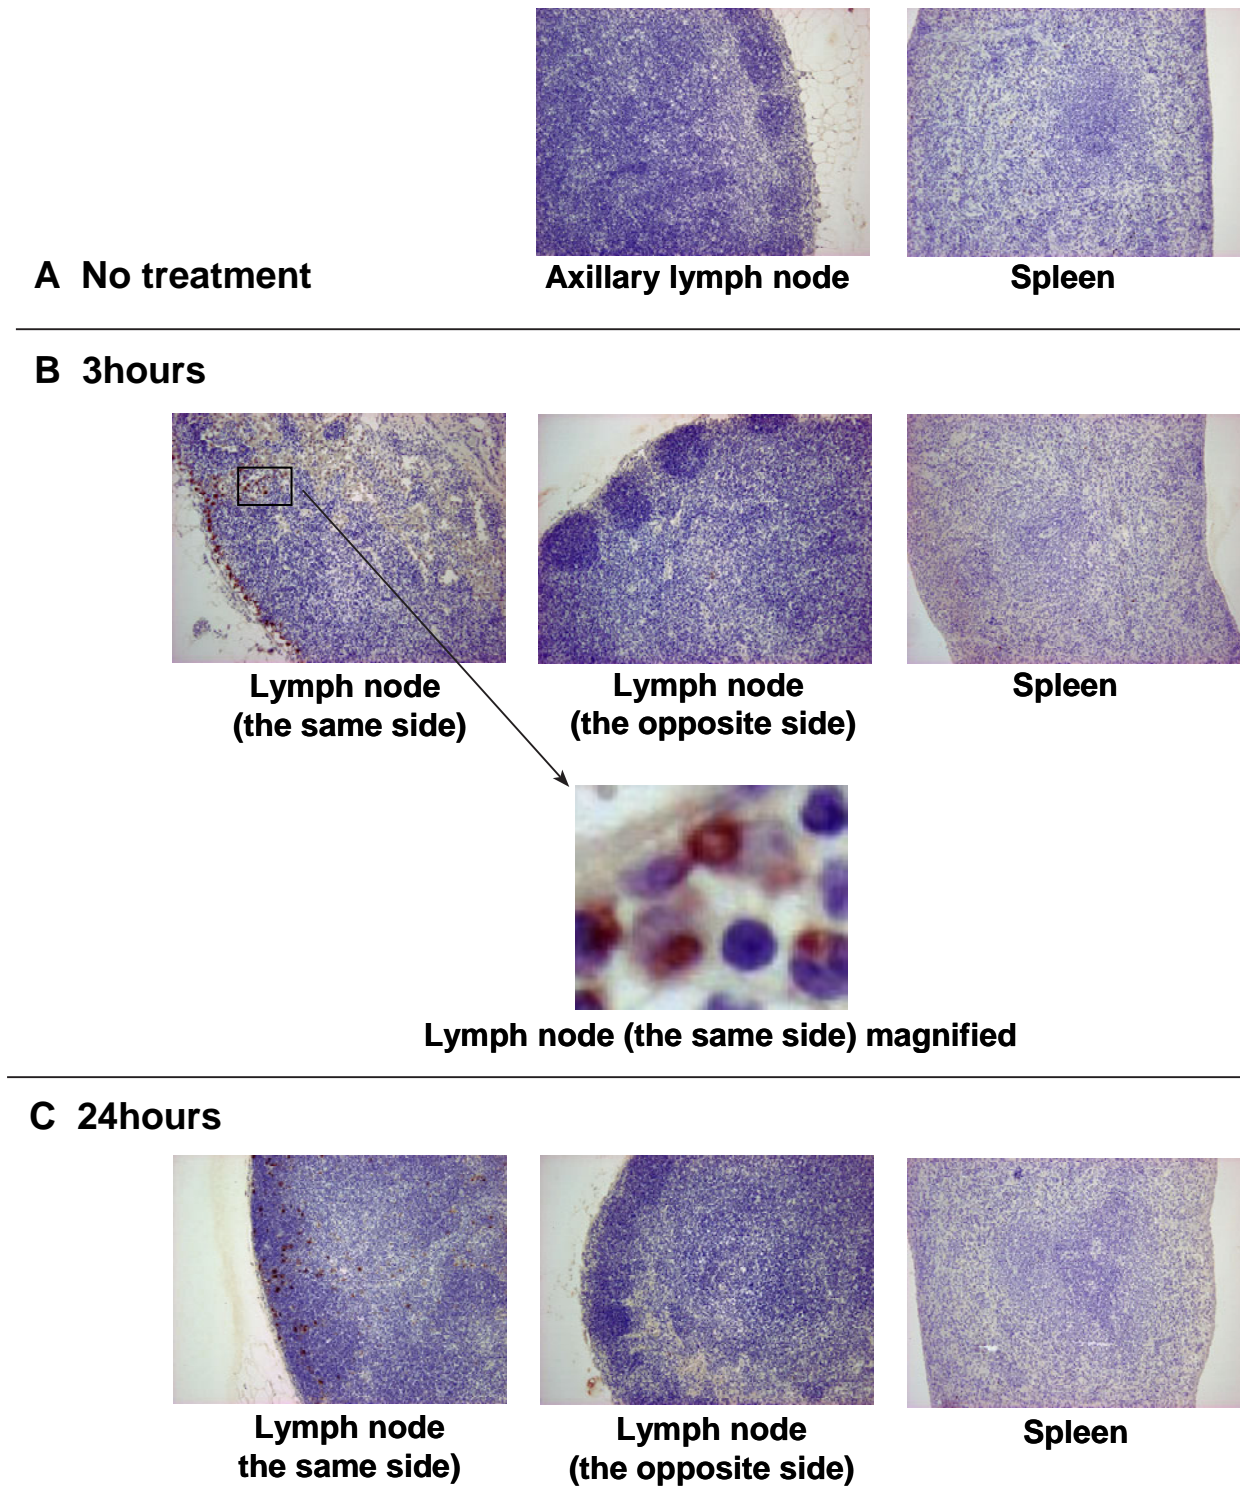 Axillary lymph node
Spleen
A No treatment
B 3hours
Lymph node
(the same side)
Lymph node
(the opposite side)
Spleen
Lymph node (the same side) magnified
C 24hours
Lymph node
the same side)
Lymph node
(the opposite side)
Spleen